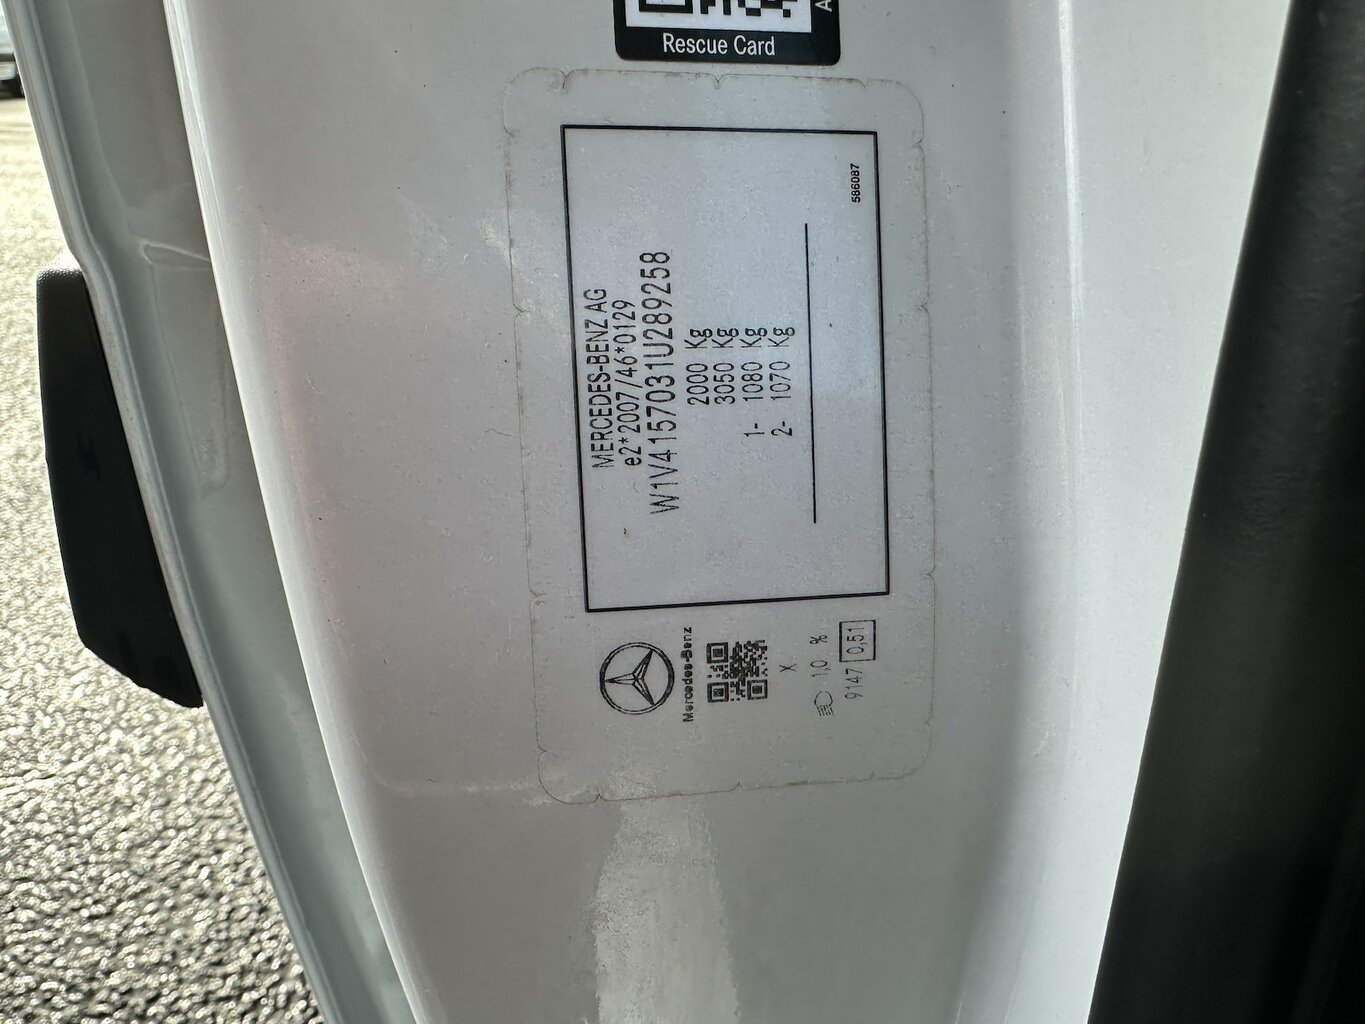 Rescue Card
A
586087
MERCEDES-BENZ AG
e2*2007/46*0129
W1V4157031U289258
2000 Kg
3050 Kg
1- 1080 Kg
2- 1070 Kg
Mercedes-Benz
X
1,0 %
9147 0,51